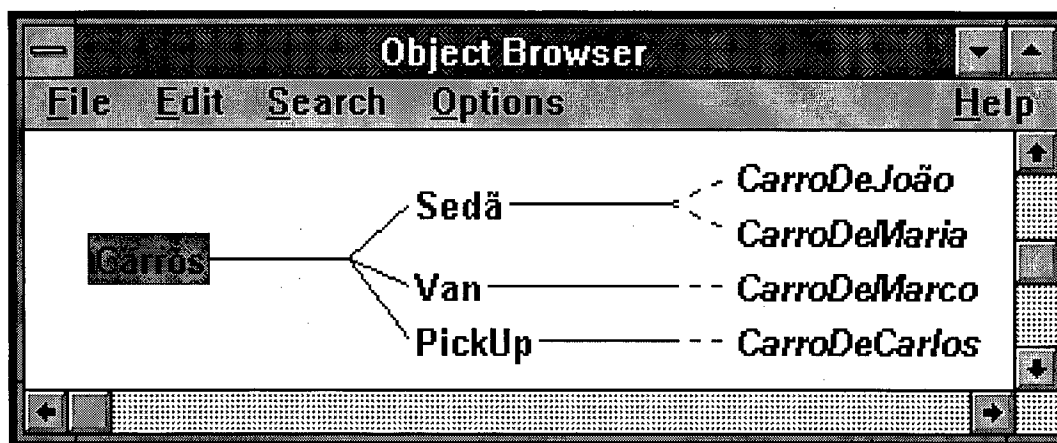 Object Browser
File Edit Search Options Help
Carros
Sedã
Van
PickUp
CarroDeJoão
CarroDeMaria
CarroDeMarco
CarroDeCarlos